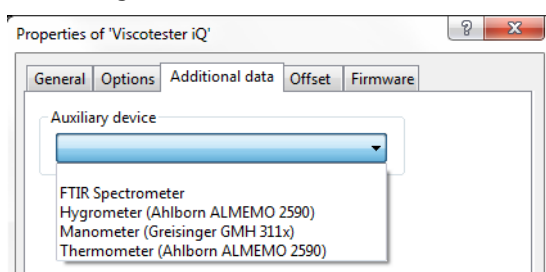 Properties of 'Viscotester iQ'
? X
General Options Additional data Offset Firmware
Auxiliary device
FTIR Spectrometer
Hygrometer (Ahlborn ALMEMO 2590)
Manometer (Greisinger GMH 311x)
Thermometer (Ahlborn ALMEMO 2590)